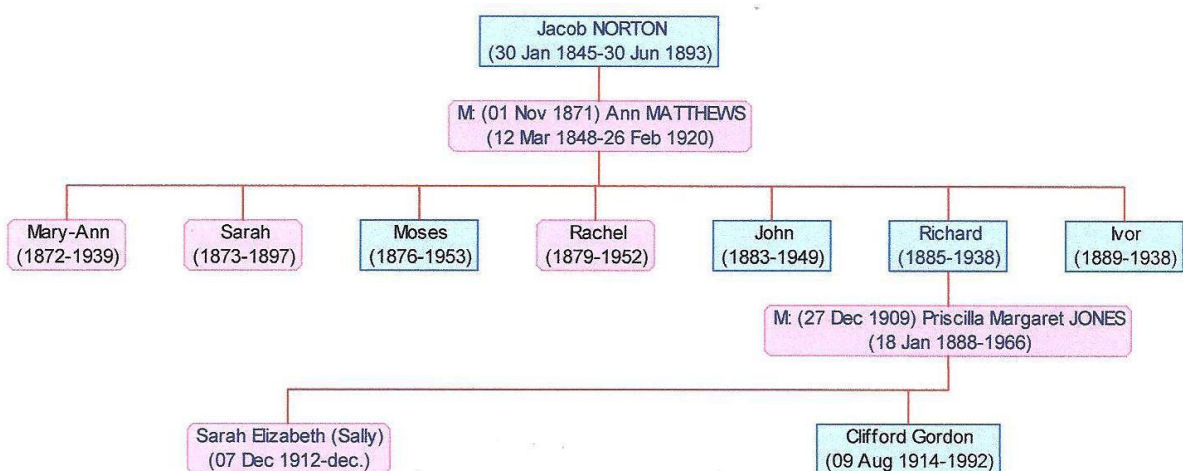 Jacob NORTON
(30 Jan 1845-30 Jun 1893)
M: (01 Nov 1871) Ann MATTHEWS
(12 Mar 1848-26 Feb 1920)
Mary-Ann
(1872-1939)
Sarah
(1873-1897)
Moses
(1876-1953)
Rachel
(1879-1952)
John
(1883-1949)
Richard
(1885-1938)
Ivor
(1889-1938)
M: (27 Dec 1909) Priscilla Margaret JONES
(18 Jan 1888-1966)
Sarah Elizabeth (Sally)
(07 Dec 1912-dec.)
Clifford Gordon
(09 Aug 1914-1992)